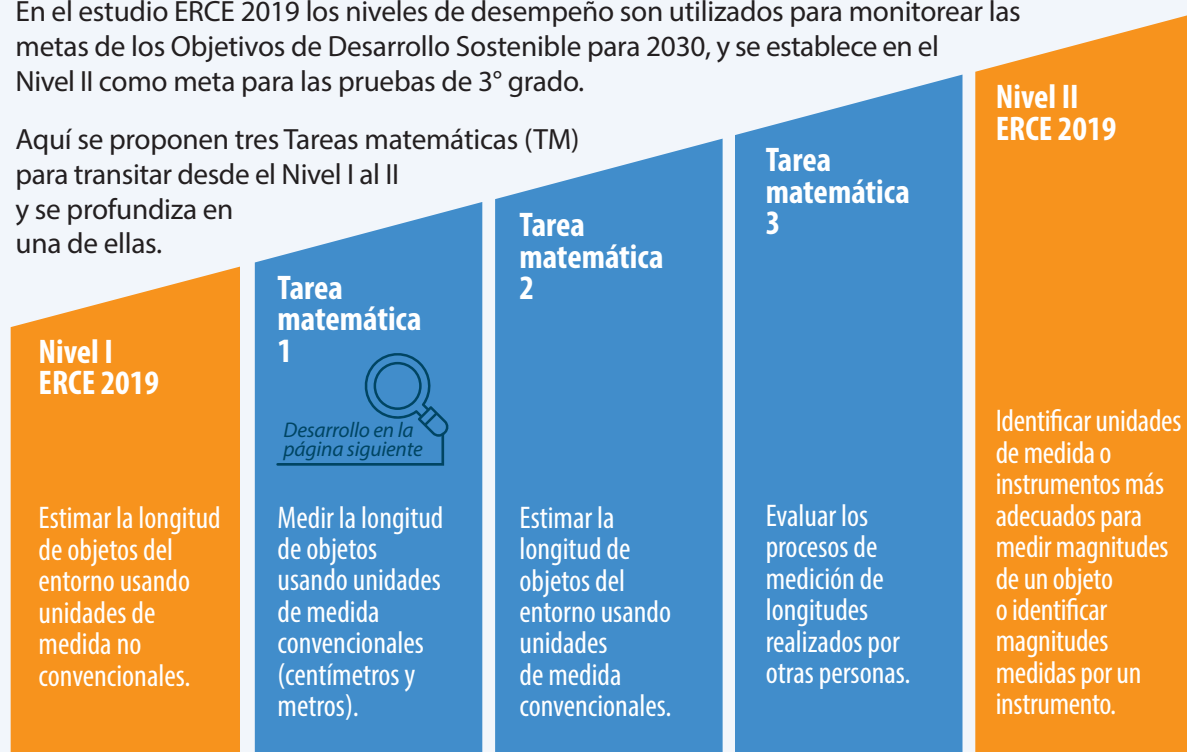 En el estudio ERCE 2019 los niveles de desempeño son utilizados para monitorear las
metas de los Objetivos de Desarrollo Sostenible para 2030, y se establece en el
Nivel II como meta para las pruebas de 3° grado.
Aquí se proponen tres Tareas matemáticas (TM)
para transitar desde el Nivel I al II
y se profundiza en
una de ellas.
Nivel I
ERCE 2019
Estimar la longitud
de objetos del
entorno usando
unidades de
medida no
convencionales.
Tarea
matemática
1
Desarrollo en la
página siguiente
Medir la longitud
de objetos
usando unidades
de medida
convencionales
(centímetros y
metros).
Tarea
matemática
2
Estimar la
longitud de
objetos del
entorno usando
unidades
de medida
convencionales.
Tarea
matemática
3
Evaluar los
procesos de
medición de
longitudes
realizados por
otras personas.
Nivel II
ERCE 2019
Identificar unidades
de medida o
instrumentos más
adecuados para
medir magnitudes
de un objeto
o identificar
magnitudes
medidas por un
instrumento.